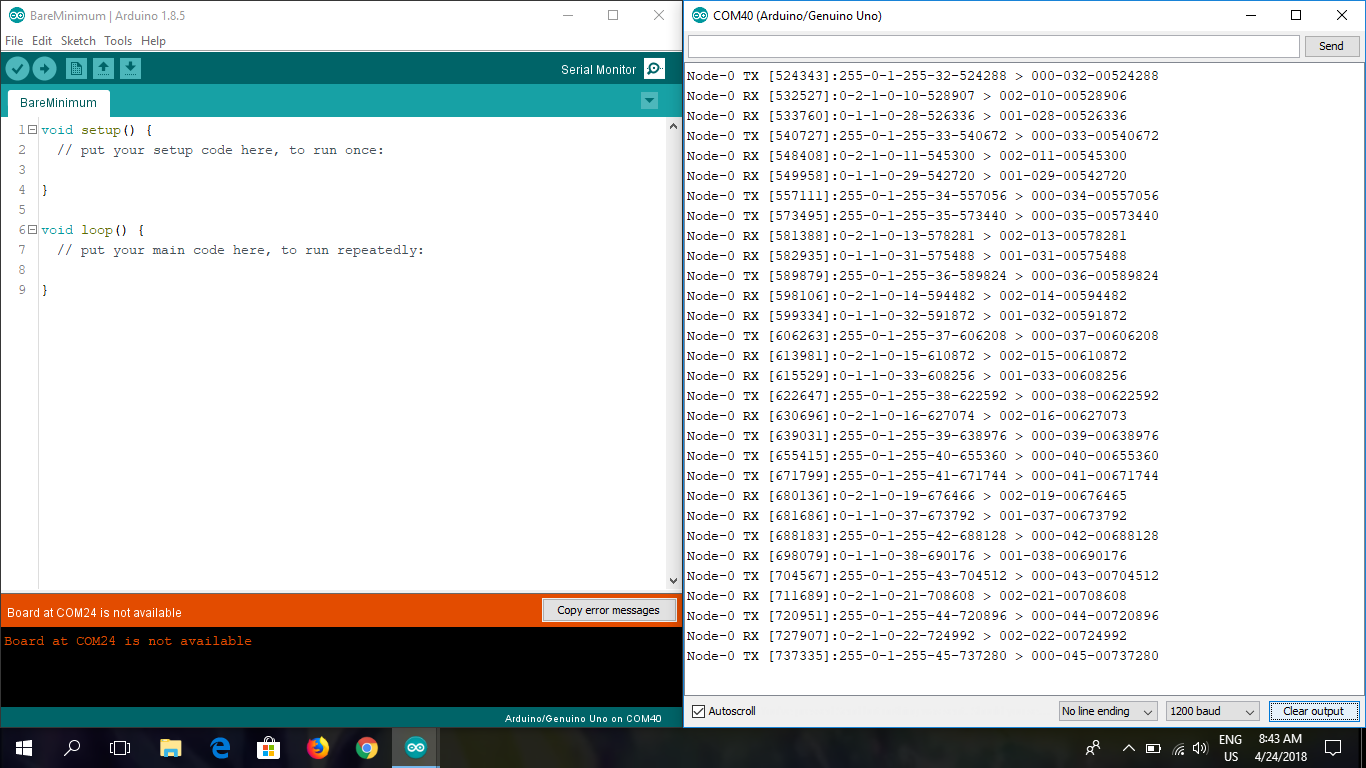 BareMinimum | Arduino 1.8.5
File Edit Sketch Tools Help
Serial Monitor
BareMinimum
1 void setup() {
2 // put your setup code here, to run once:
3
4 }
5
6 void loop() {
7 // put your main code here, to run repeatedly:
8
9 }
Board at COM24 is not available
Copy error messages
Board at COM24 is not available
Arduino/Genuino Uno on COM40
COM40 (Arduino/Genuino Uno)
Send
Node-0 TX [524343]:255-0-1-255-32-524288 > 000-032-00524288
Node-0 RX [532527]:0-2-1-0-10-528907 > 002-010-00528906
Node-0 RX [533760]:0-1-1-0-28-526336 > 001-028-00526336
Node-0 TX [540727]:255-0-1-255-33-540672 > 000-033-00540672
Node-0 RX [548408]:0-2-1-0-11-545300 > 002-011-00545300
Node-0 RX [549958]:0-1-1-0-29-542720 > 001-029-00542720
Node-0 TX [557111]:255-0-1-255-34-557056 > 000-034-00557056
Node-0 TX [573495]:255-0-1-255-35-573440 > 000-035-00573440
Node-0 RX [581388]:0-2-1-0-13-578281 > 002-013-00578281
Node-0 RX [582935]:0-1-1-0-31-575488 > 001-031-00575488
Node-0 TX [589879]:255-0-1-255-36-589824 > 000-036-00589824
Node-0 RX [598106]:0-2-1-0-14-594482 > 002-014-00594482
Node-0 RX [599334]:0-1-1-0-32-591872 > 001-032-00591872
Node-0 TX [606263]:255-0-1-255-37-606208 > 000-037-00606208
Node-0 RX [613981]:0-2-1-0-15-610872 > 002-015-00610872
Node-0 RX [615529]:0-1-1-0-33-608256 > 001-033-00608256
Node-0 TX [622647]:255-0-1-255-38-622592 > 000-038-00622592
Node-0 RX [630696]:0-2-1-0-16-627074 > 002-016-00627073
Node-0 TX [639031]:255-0-1-255-39-638976 > 000-039-00638976
Node-0 TX [655415]:255-0-1-255-40-655360 > 000-040-00655360
Node-0 TX [671799]:255-0-1-255-41-671744 > 000-041-00671744
Node-0 RX [680136]:0-2-1-0-19-676466 > 002-019-00676465
Node-0 RX [681686]:0-1-1-0-37-673792 > 001-037-00673792
Node-0 TX [688183]:255-0-1-255-42-688128 > 000-042-00688128
Node-0 RX [698079]:0-1-1-0-38-690176 > 001-038-00690176
Node-0 TX [704567]:255-0-1-255-43-704512 > 000-043-00704512
Node-0 RX [711689]:0-2-1-0-21-708608 > 002-021-00708608
Node-0 TX [720951]:255-0-1-255-44-720896 > 000-044-00720896
Node-0 RX [727907]:0-2-1-0-22-724992 > 002-022-00724992
Node-0 TX [737335]:255-0-1-255-45-737280 > 000-045-00737280
Autoscroll
No line ending
1200 baud
Clear output
ENG
US
8:43 AM
4/24/2018